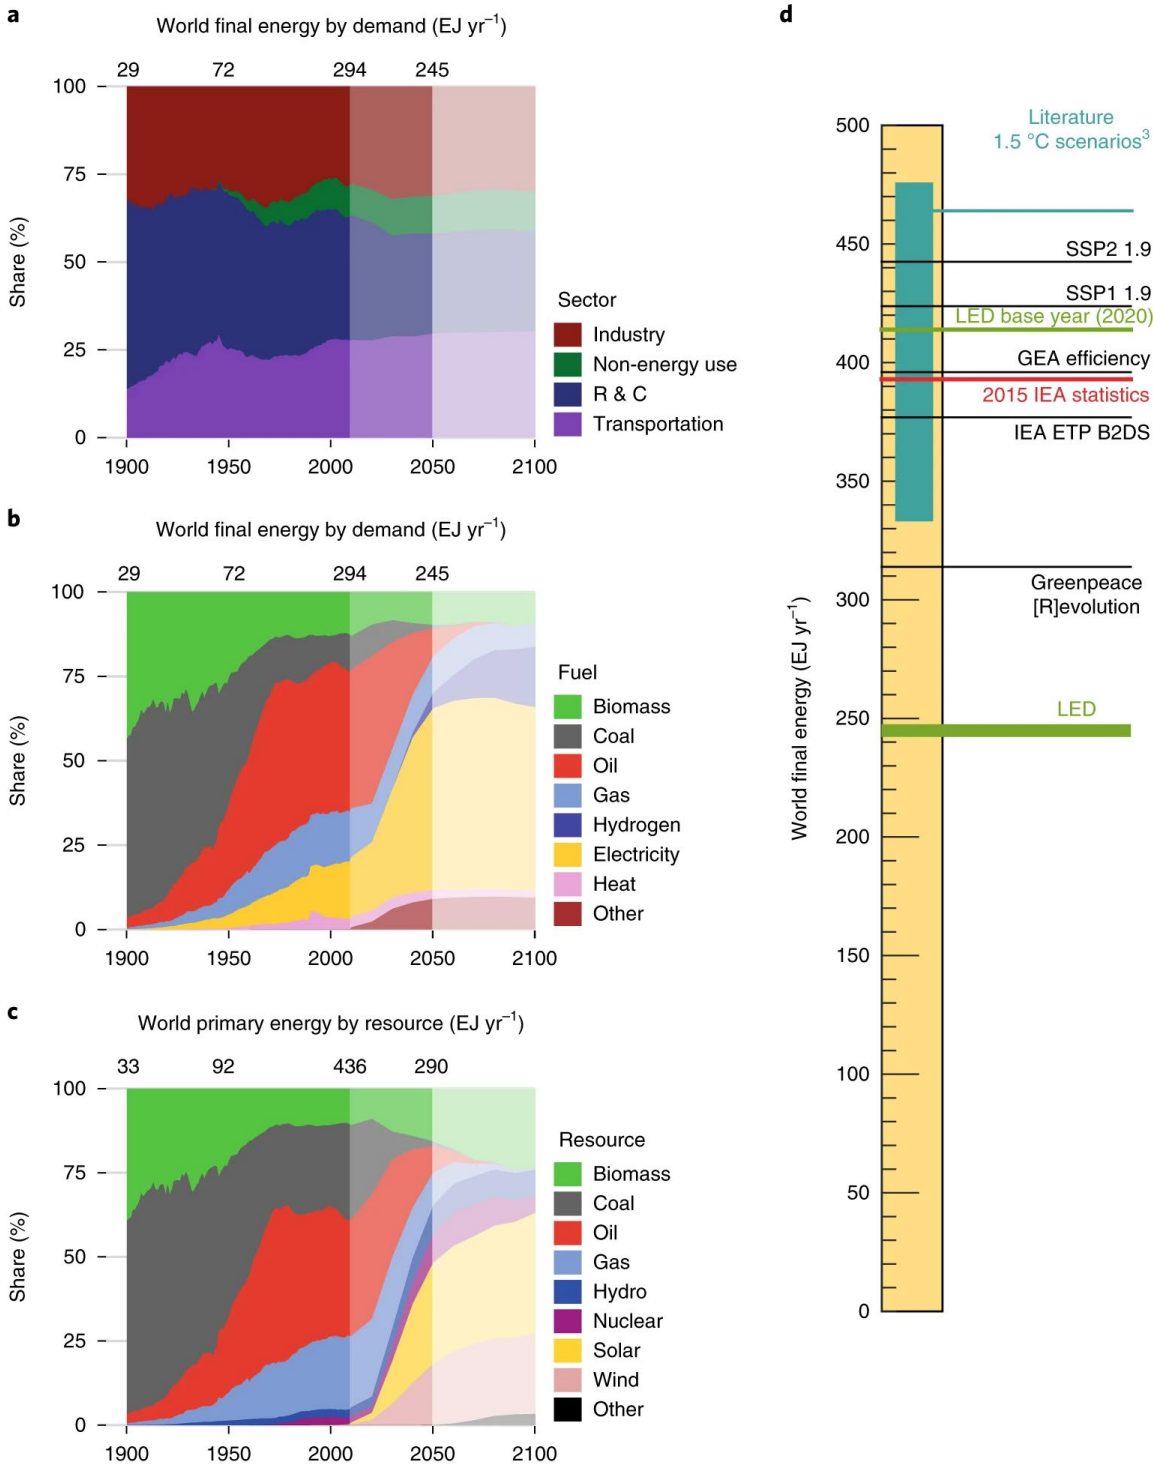 a
World final energy by demand (EJ yr⁻¹)
29 72 294 245
100
75
50
25
0
Share (%)
1900 1950 2000 2050 2100
Sector
Industry
Non-energy use
R & C
Transportation
b
World final energy by demand (EJ yr⁻¹)
29 72 294 245
100
75
50
25
0
Share (%)
1900 1950 2000 2050 2100
Fuel
Biomass
Coal
Oil
Gas
Hydrogen
Electricity
Heat
Other
c
World primary energy by resource (EJ yr⁻¹)
33 92 436 290
100
75
50
25
0
Share (%)
1900 1950 2000 2050 2100
Resource
Biomass
Coal
Oil
Gas
Hydro
Nuclear
Solar
Wind
Other
d
World final energy (EJ yr⁻¹)
500
450
400
350
300
250
200
150
100
50
0
Literature
1.5 °C scenarios³
SSP2 1.9
SSP1 1.9
LED base year (2020)
GEA efficiency
2015 IEA statistics
IEA ETP B2DS
Greenpeace
[R]evolution
LED